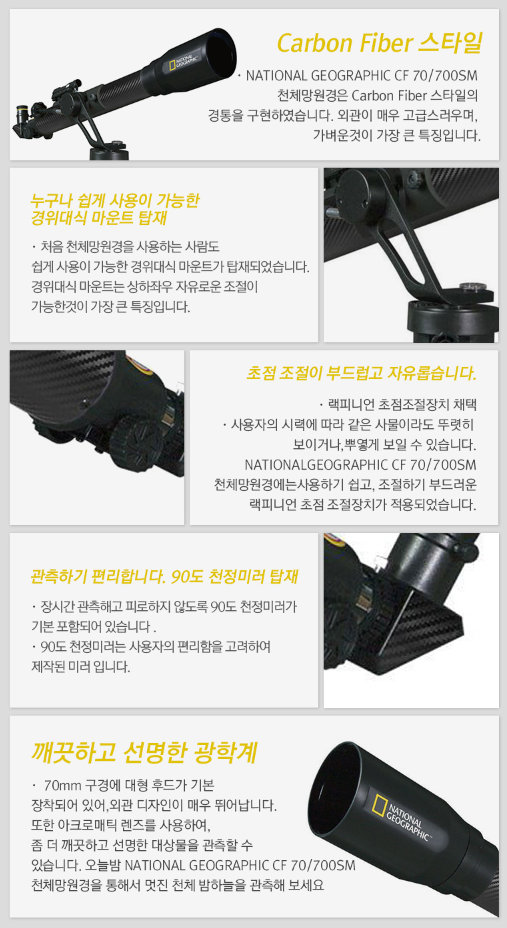 Carbon Fiber 스타일
· NATIONAL GEOGRAPHIC CF 70/700SM
천체망원경은 Carbon Fiber 스타일의
경통을 구현하였습니다. 외관이 매우 고급스러우며,
가벼운것이 가장 큰 특징입니다.
NATIONAL
GEOGRAPHIC
누구나 쉽게 사용이 가능한
경위대식 마운트 탑재
· 처음 천체망원경을 사용하는 사람도
쉽게 사용이 가능한 경위대식 마운트가 탑재되었습니다.
경위대식 마운트는 상하좌우 자유로운 조절이
가능한것이 가장 큰 특징입니다.
초점 조절이 부드럽고 자유롭습니다.
· 랙피니언 초점조절장치 채택
· 사용자의 시력에 따라 같은 사물이라도 뚜렷히
보이거나,뿌옇게 보일 수 있습니다.
NATIONALGEOGRAPHIC CF 70/700SM
천체망원경에는사용하기 쉽고, 조절하기 부드러운
랙피니언 초점 조절장치가 적용되었습니다.
관측하기 편리합니다. 90도 천정미러 탑재
· 장시간 관측해고 피로하지 않도록 90도 천정미러가
기본 포함되어 있습니다 .
· 90도 천정미러는 사용자의 편리함을 고려하여
제작된 미러 입니다.
깨끗하고 선명한 광학계
· 70mm 구경에 대형 후드가 기본
장착되어 있어,외관 디자인이 매우 뛰어납니다.
또한 아크로매틱 렌즈를 사용하여,
좀 더 깨끗하고 선명한 대상물을 관측할 수
있습니다. 오늘밤 NATIONAL GEOGRAPHIC CF 70/700SM
천체망원경을 통해서 멋진 천체 밤하늘을 관측해 보세요
NATIONAL
GEOGRAPHIC